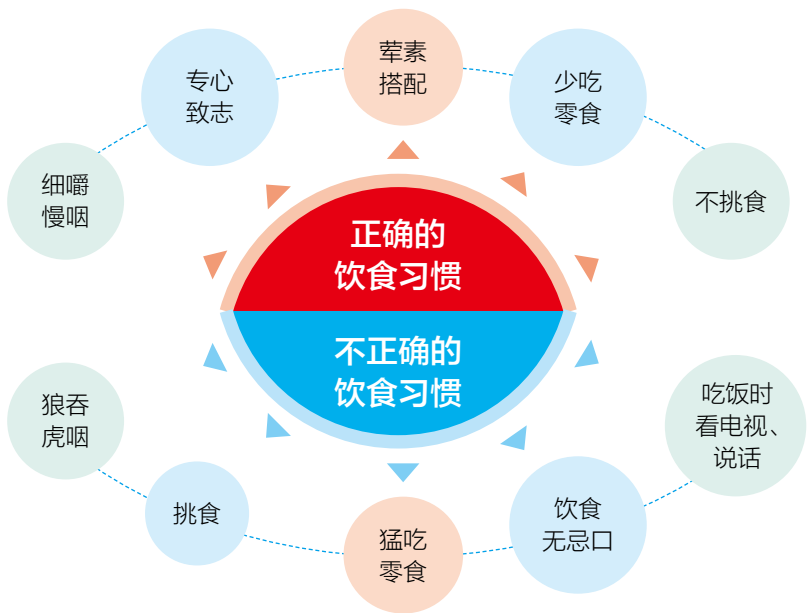 荤素
搭配
专心
致志
少吃
零食
细嚼
慢咽
不挑食
正确的
饮食习惯
不正确的
饮食习惯
狼吞
虎咽
吃饭时
看电视、
说话
挑食
猛吃
零食
饮食
无忌口